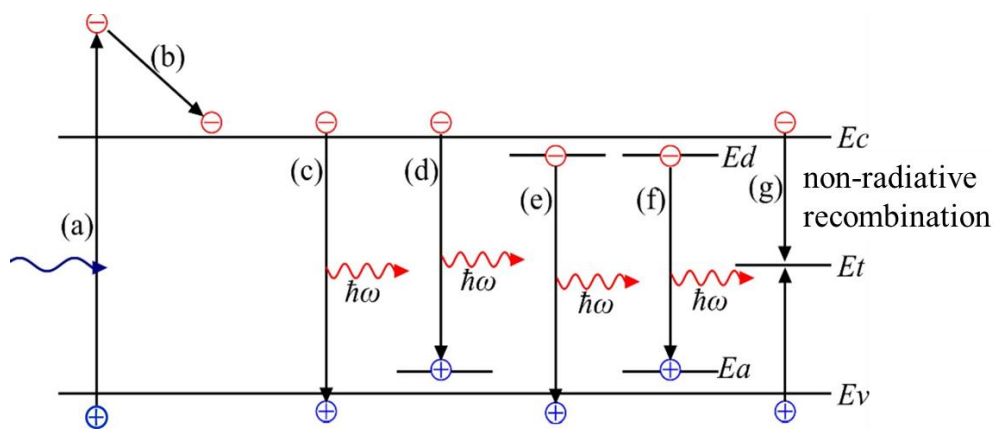 (b)
Ec
(c)
(d)
Ed
(e)
(f)
(g)
non-radiative
recombination
(a)
Et
ħω
ħω
ħω
ħω
Ea
Ev